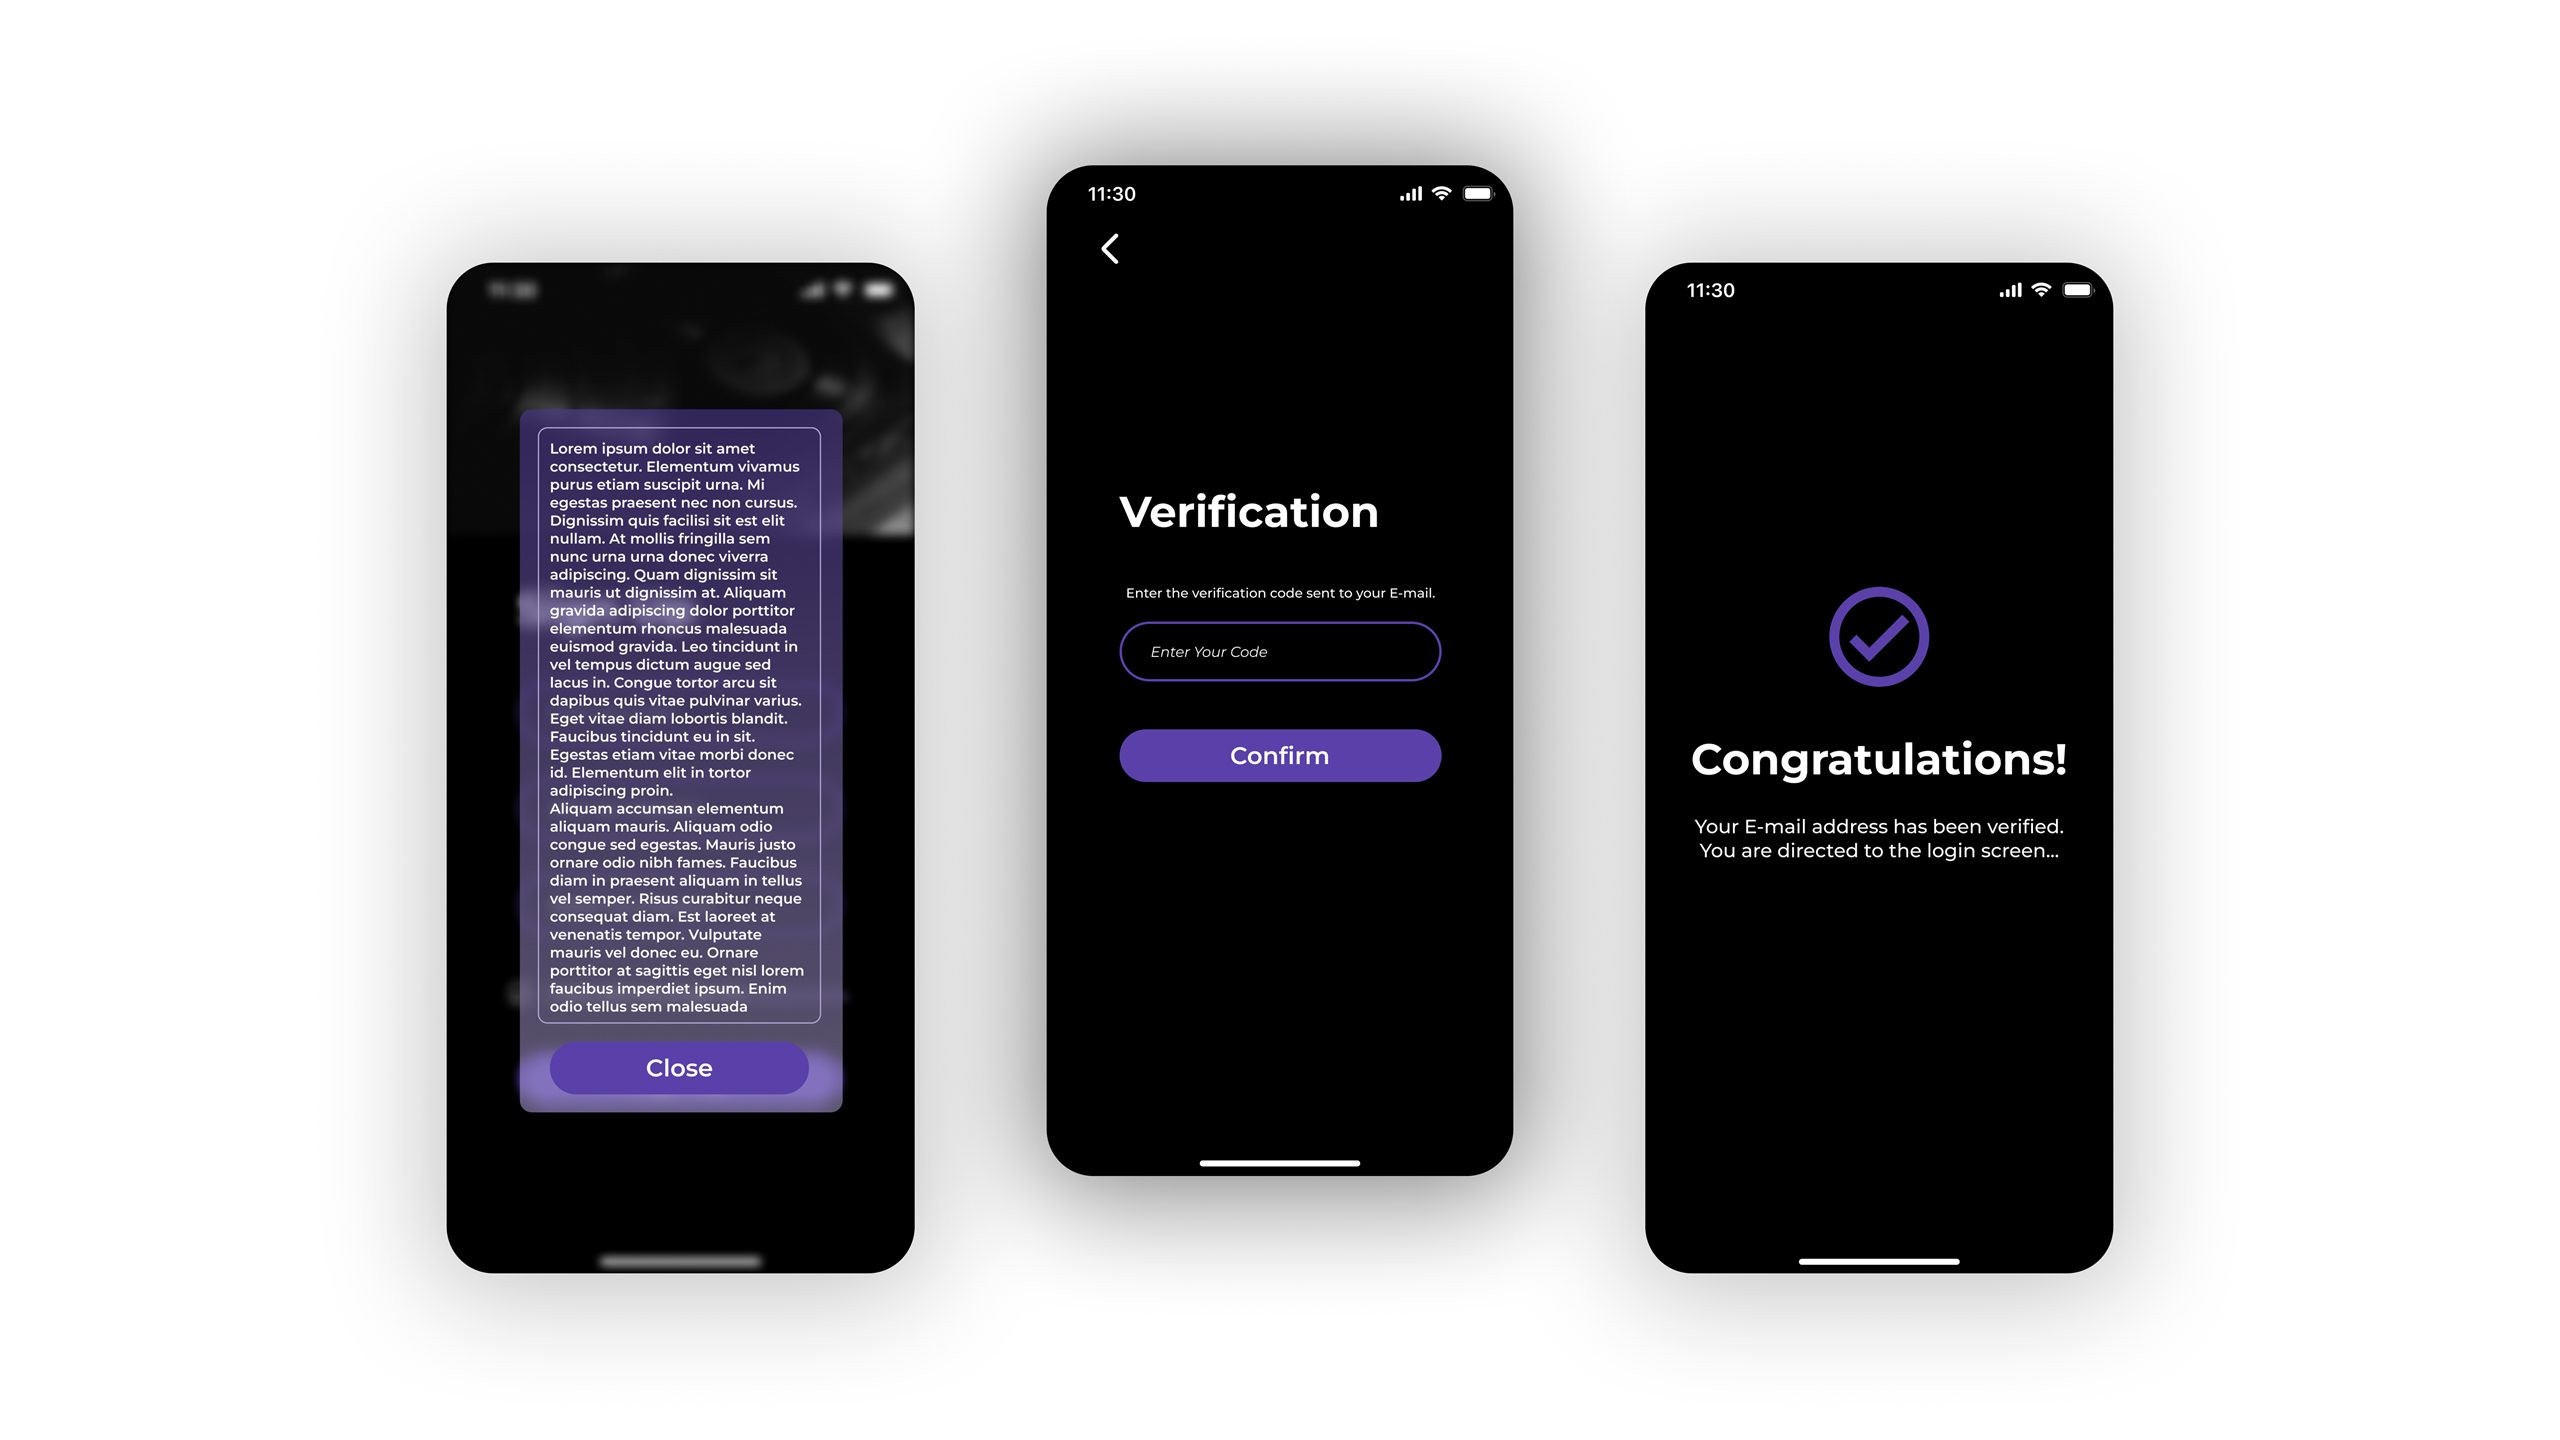 Lorem ipsum dolor sit amet
consectetur. Elementum vivamus
purus etiam suscipit urna. Mi
egestas praesent nec non cursus.
Dignissim quis facilisi sit est elit
nullam. At mollis fringilla sem
nunc urna urna donec viverra
adipiscing. Quam dignissim sit
mauris ut dignissim at. Aliquam
gravida adipiscing dolor porttitor
elementum rhoncus malesuada
euismod gravida. Leo tincidunt in
vel tempus dictum augue sed
lacus in. Congue tortor arcu sit
dapibus quis vitae pulvinar varius.
Eget vitae diam lobortis blandit.
Faucibus tincidunt eu in sit.
Egestas etiam vitae morbi donec
id. Elementum elit in tortor
adipiscing proin.
Aliquam accumsan elementum
aliquam mauris. Aliquam odio
congue sed egestas. Mauris justo
ornare odio nibh fames. Faucibus
diam in praesent aliquam in tellus
vel semper. Risus curabitur neque
consequat diam. Est laoreet at
venenatis tempor. Vulputate
mauris vel donec eu. Ornare
porttitor at sagittis eget nisl lorem
faucibus imperdiet ipsum. Enim
odio tellus sem malesuada
Close
11:30
Verification
Enter the verification code sent to your E-mail.
Enter Your Code
Confirm
11:30
Congratulations!
Your E-mail address has been verified.
You are directed to the login screen...